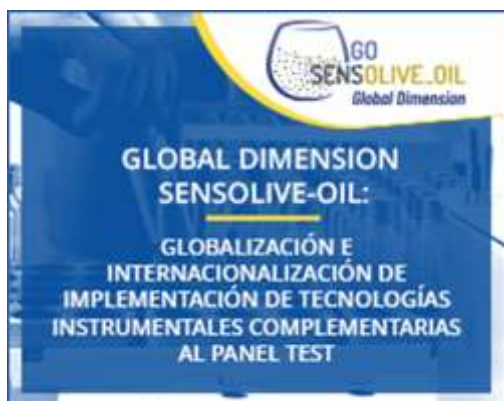 GO
SENSOLIVE_OIL
Global Dimension
GLOBAL DIMENSION
SENSOLIVE-OIL:
GLOBALIZACIÓN E
INTERNACIONALIZACIÓN DE
IMPLEMENTACIÓN DE TECNOLOGÍAS
INSTRUMENTALES COMPLEMENTARIAS
AL PANEL TEST